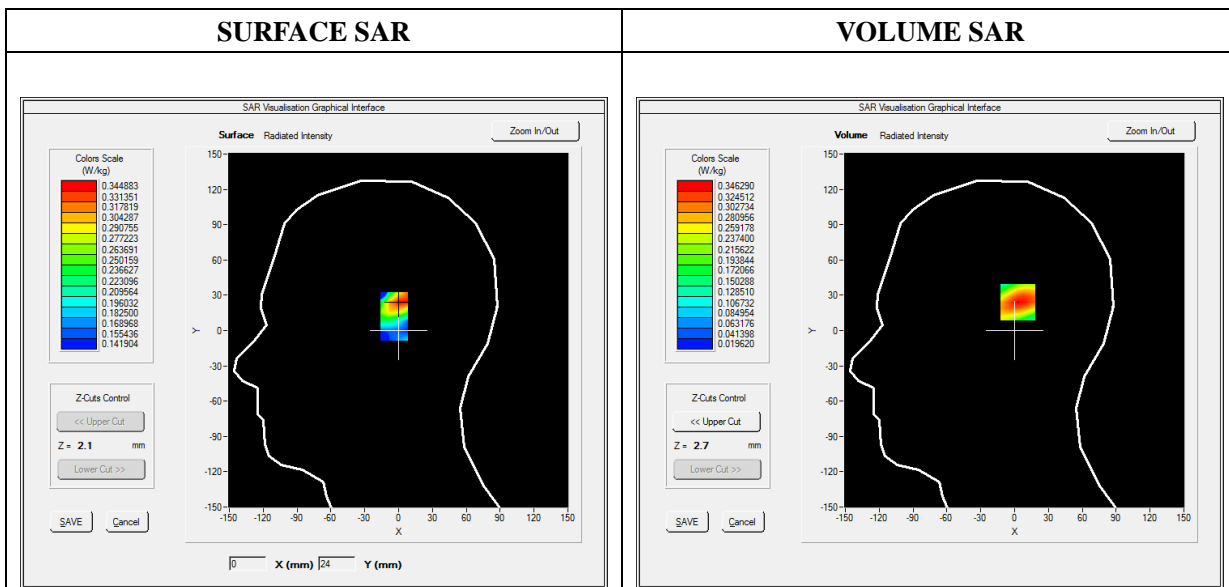 SURFACE SAR
VOLUME SAR
SAR Visualisation Graphical Interface
Surface Radiated Intensity
Zoom In/Out
Colors Scale
(W/kg)
0.344883
0.331351
0.317819
0.304287
0.290755
0.277223
0.263691
0.250159
0.236627
0.223096
0.209564
0.196032
0.182500
0.168968
0.155436
0.141904
Z-Cuts Control
<< Upper Cut
Z = 2.1 mm
Lower Cut >>
SAVE Cancel
150
120
90
60
30
0
-30
-60
-90
-120
-150
Y
-150 -120 -90 -60 -30 0 30 60 90 120 150
X
0 X (mm) 24 Y (mm)
SAR Visualisation Graphical Interface
Volume Radiated Intensity
Zoom In/Out
Colors Scale
(W/kg)
0.346290
0.324512
0.302734
0.280956
0.259178
0.237400
0.215622
0.193844
0.172066
0.150288
0.128510
0.106732
0.084954
0.063176
0.041398
0.019620
Z-Cuts Control
<< Upper Cut
Z = 2.7 mm
Lower Cut >>
SAVE Cancel
150
120
90
60
30
0
-30
-60
-90
-120
-150
Y
-150 -120 -90 -60 -30 0 30 60 90 120 150
X